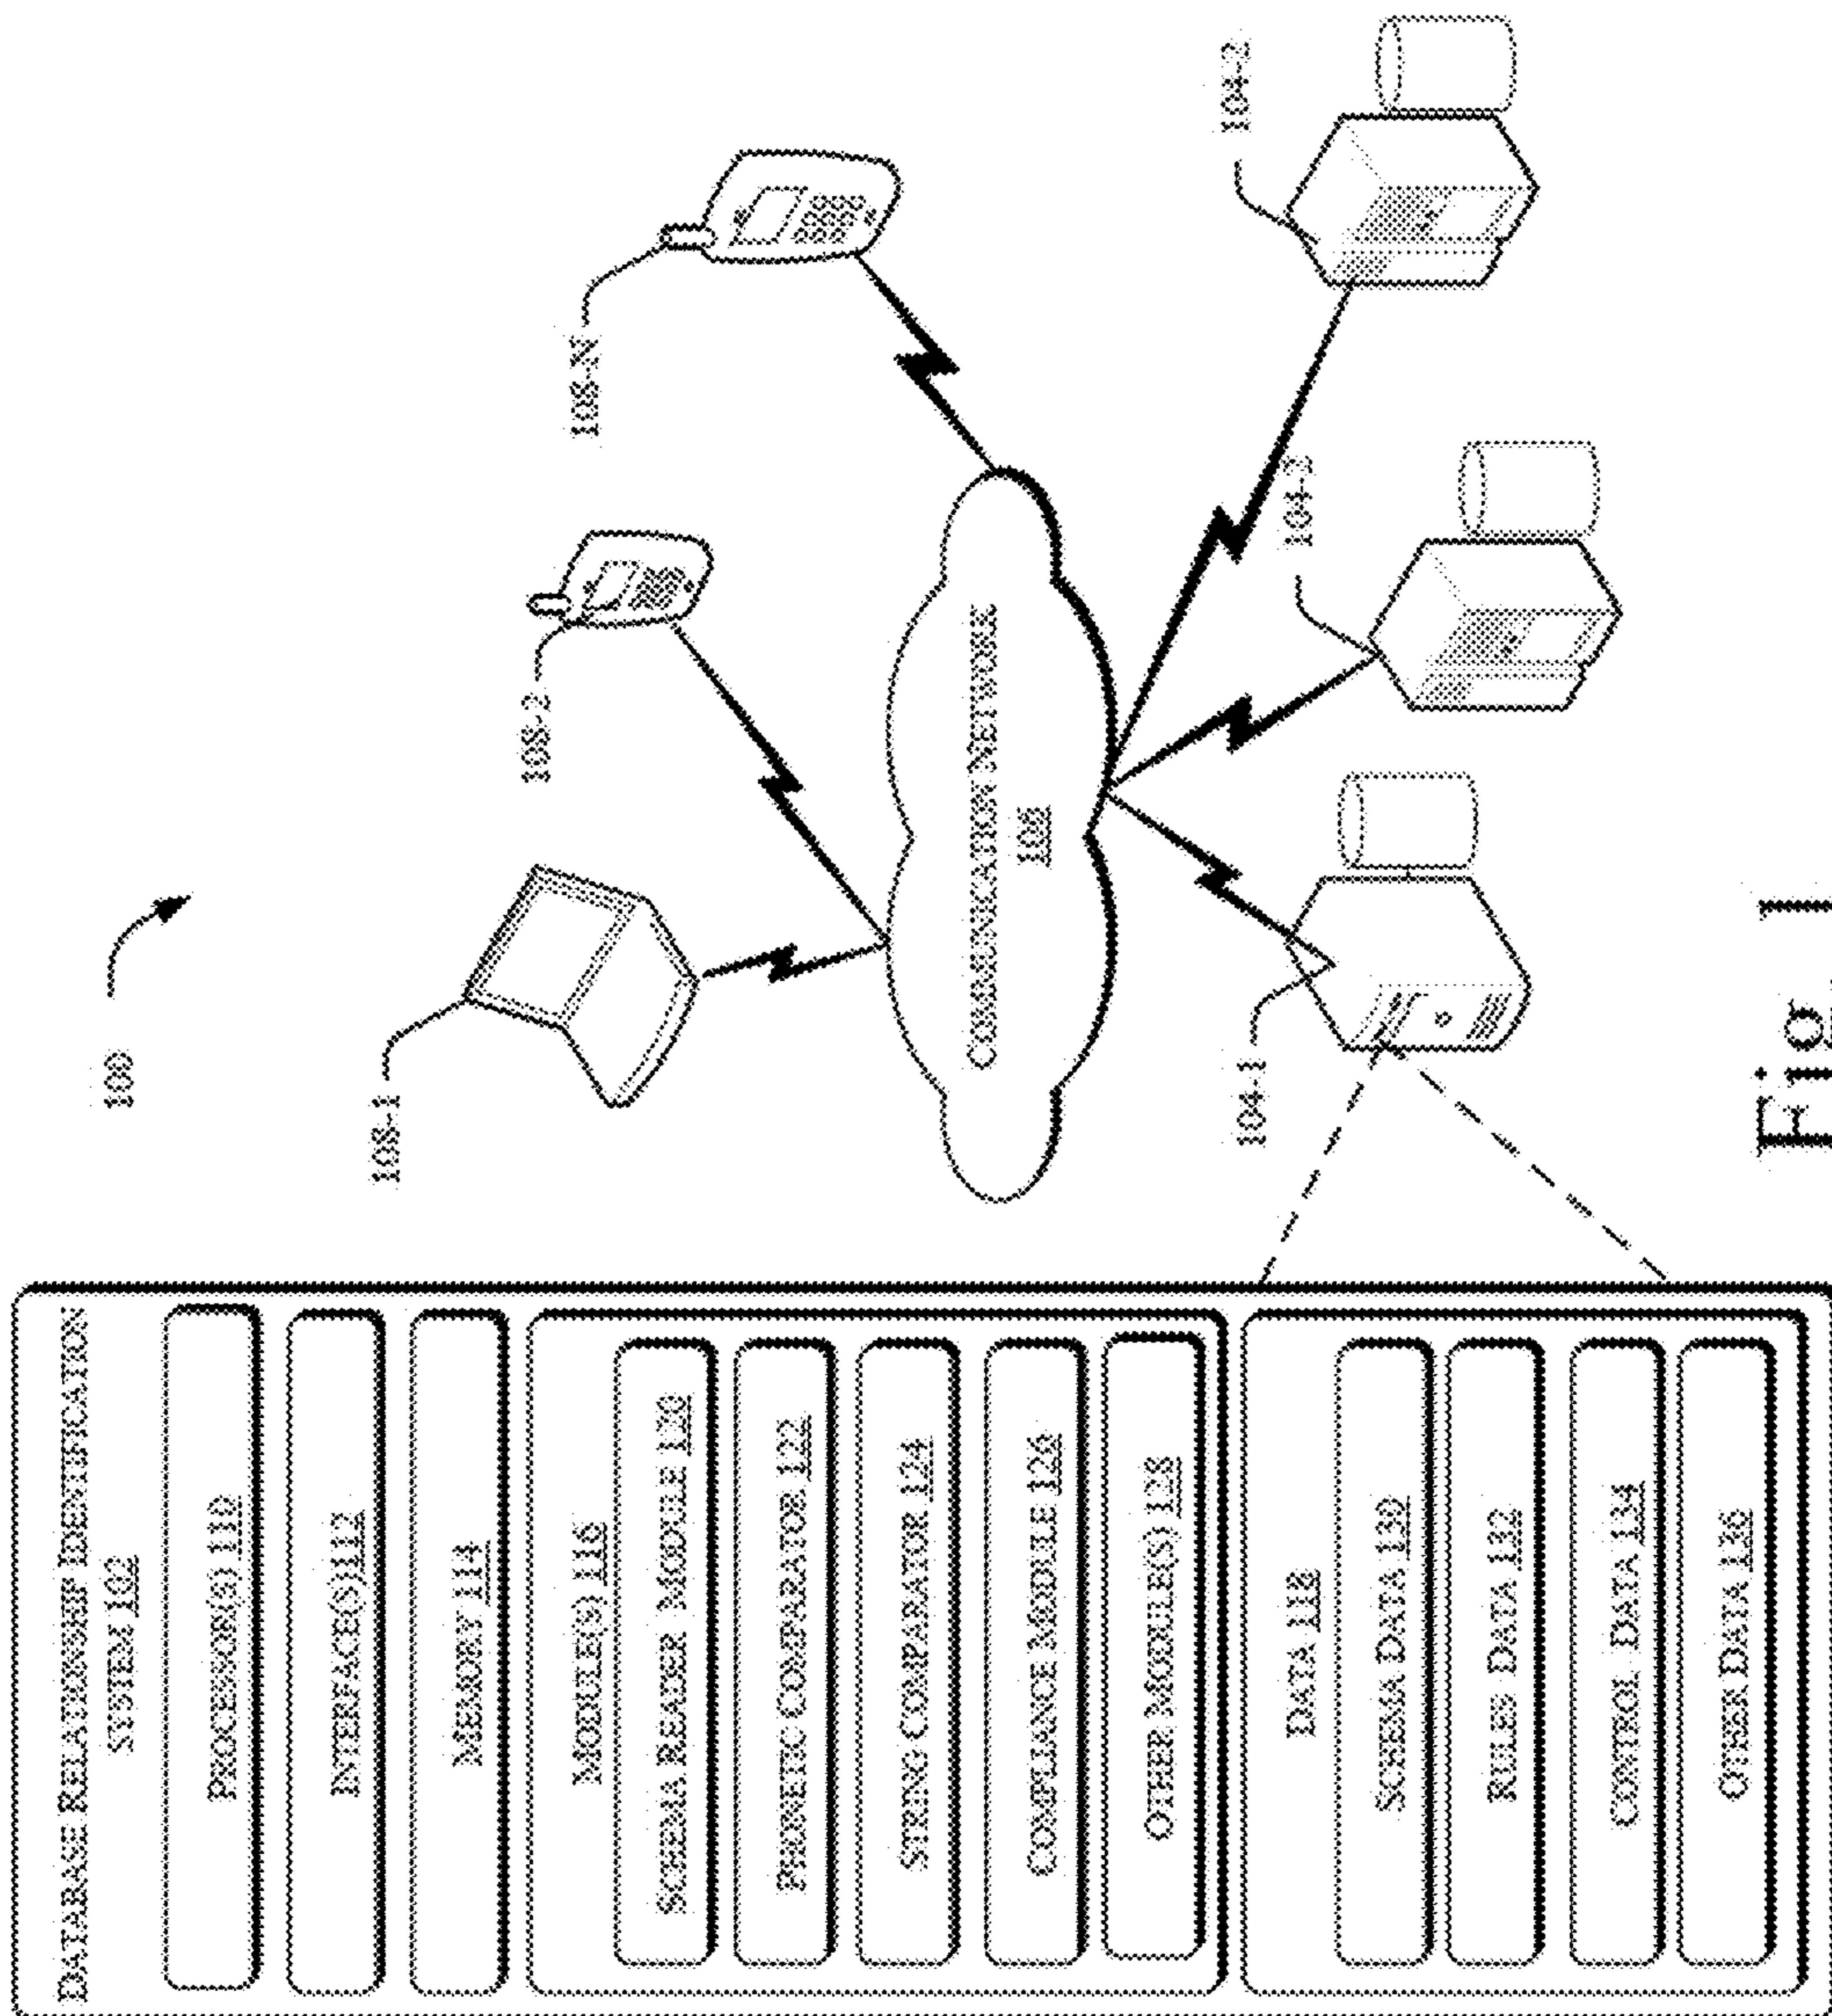 DATABASE RELATIONSHIP IDENTIFICATION
SYSTEM 102
PROCESSOR(S) 110
INTERFACE(S)112
MEMORY 114
MODULE(S) 116
SCHEMA READER MODULE 120
PHONETIC COMPARATOR 122
STRING COMPARATOR 124
COMPLIANCE MODULE 126
OTHER MODULE(S) 128
DATA 118
SCHEMA DATA 130
RULES DATA 132
CONTROL DATA 134
OTHER DATA 136
100
108-1
108-2
108-N
COMMUNICATION NETWORK
106
104-1
104-2
104-2
Fig. 1